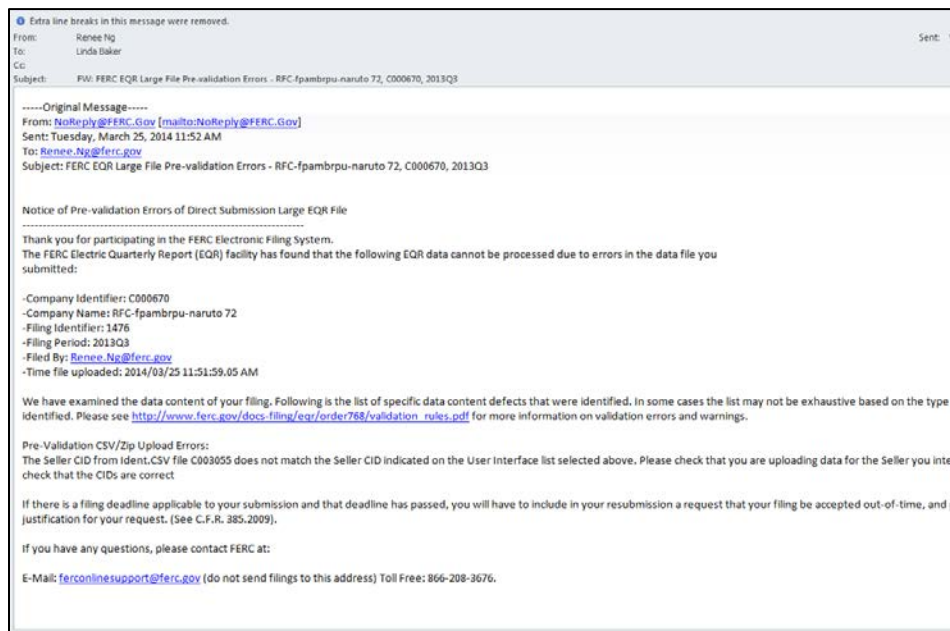 Extra line breaks in this message were removed.
From: Renee Ng Sent:
To: Linda Baker
Cc:
Subject: FW: FERC EQR Large File Pre-validation Errors - RFC-fpambrpu-naruto 72, C000670, 2013Q3
-----Original Message-----
From: NoReply@FERC.Gov [mailto:NoReply@FERC.Gov]
Sent: Tuesday, March 25, 2014 11:52 AM
To: Renee.Ng@ferc.gov
Subject: FERC EQR Large File Pre-validation Errors - RFC-fpambrpu-naruto 72, C000670, 2013Q3
Notice of Pre-validation Errors of Direct Submission Large EQR File
--------------------------------------------------------------------
Thank you for participating in the FERC Electronic Filing System.
The FERC Electric Quarterly Report (EQR) facility has found that the following EQR data cannot be processed due to errors in the data file you
submitted:
-Company Identifier: C000670
-Company Name: RFC-fpambrpu-naruto 72
-Filing Identifier: 1476
-Filing Period: 2013Q3
-Filed By: Renee.Ng@ferc.gov
-Time file uploaded: 2014/03/25 11:51:59.05 AM
We have examined the data content of your filing. Following is the list of specific data content defects that were identified. In some cases the list may not be exhaustive based on the type
identified. Please see http://www.ferc.gov/docs-filing/eqr/order768/validation_rules.pdf for more information on validation errors and warnings.
Pre-Validation CSV/Zip Upload Errors:
The Seller CID from Ident.CSV file C003055 does not match the Seller CID indicated on the User Interface list selected above. Please check that you are uploading data for the Seller you inte
check that the CIDs are correct
If there is a filing deadline applicable to your submission and that deadline has passed, you will have to include in your resubmission a request that your filing be accepted out-of-time, and
justification for your request. (See C.F.R. 385.2009).
If you have any questions, please contact FERC at:
E-Mail: ferconlinesupport@ferc.gov (do not send filings to this address) Toll Free: 866-208-3676.